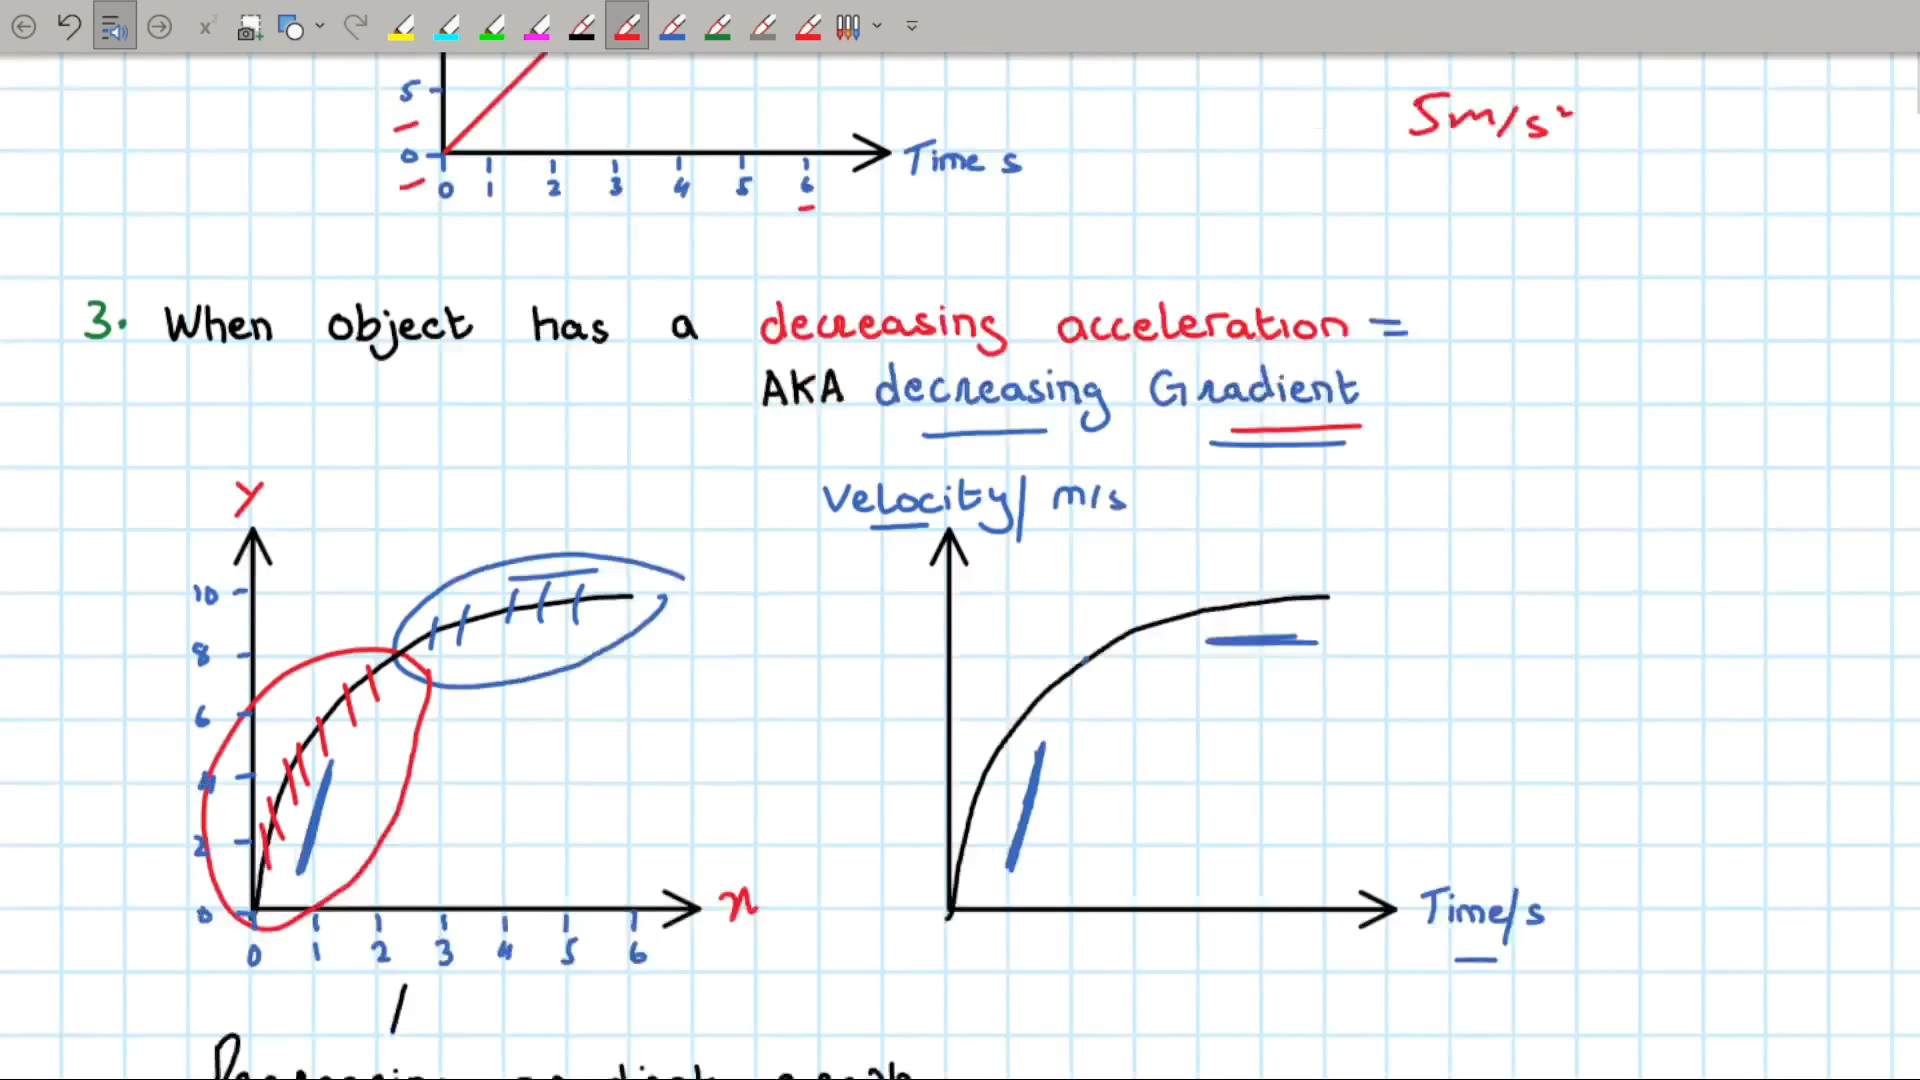 5
0
0 1 2 3 4 5 6
Time s
5m/s²
3. When object has a decreasing acceleration =
AKA decreasing Gradient
y
10
8
6
4
2
0
0 1 2 3 4 5 6
x
Velocity/ m/s
Time/s